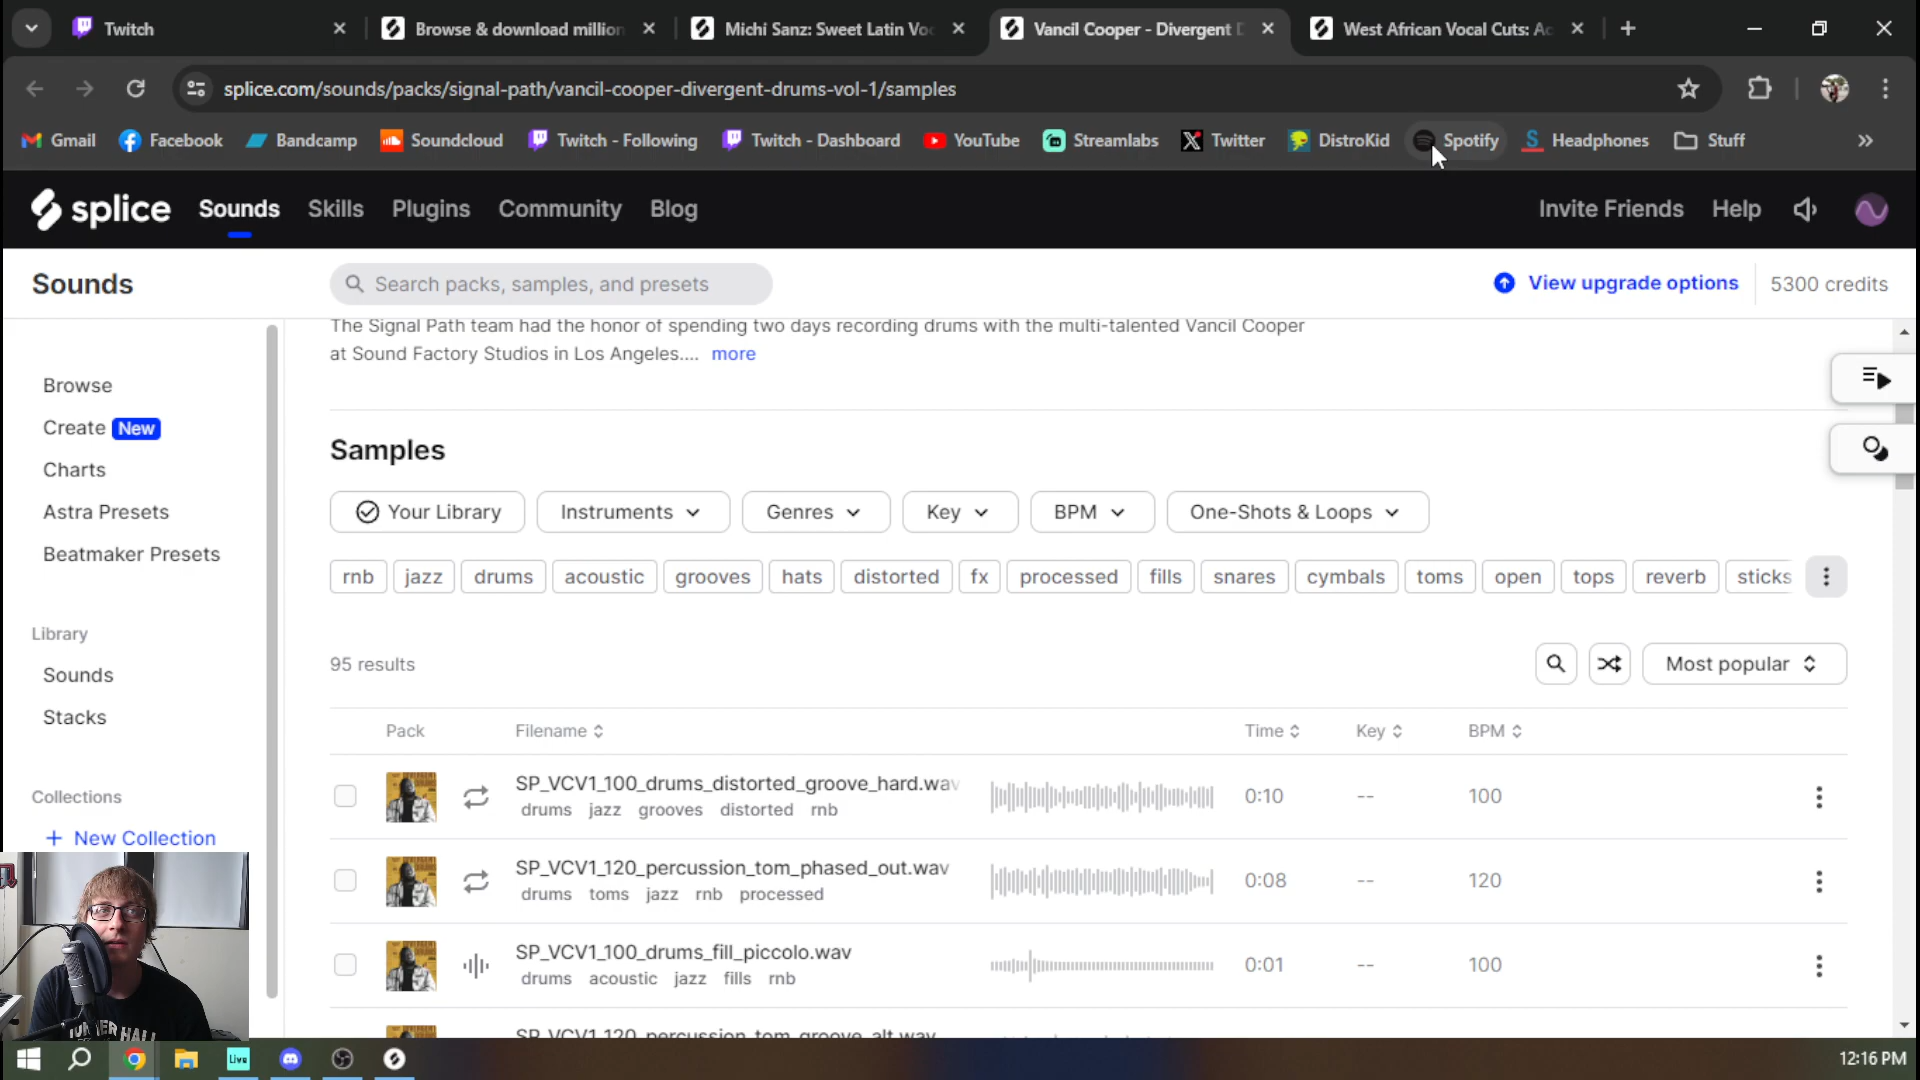 Twitch
Browse & download million
Michi Sanz: Sweet Latin Vo
Vancil Cooper - Divergent D
West African Vocal Cuts: Ac
splice.com/sounds/packs/signal-path/vancil-cooper-divergent-drums-vol-1/samples
Gmail Facebook Bandcamp Soundcloud Twitch - Following Twitch - Dashboard YouTube Streamlabs Twitter DistroKid Spotify Headphones Stuff
splice Sounds Skills Plugins Community Blog Invite Friends Help
Sounds
Search packs, samples, and presets
View upgrade options 5300 credits
The Signal Path team had the honor of spending two days recording drums with the multi-talented Vancil Cooper
at Sound Factory Studios in Los Angeles.... more
Browse
Create New
Charts
Astra Presets
Beatmaker Presets
Library
Sounds
Stacks
Collections
+ New Collection
Samples
Your Library Instruments Genres Key BPM One-Shots & Loops
rnb jazz drums acoustic grooves hats distorted fx processed fills snares cymbals toms open tops reverb sticks
95 results
Most popular
Pack Filename Time Key BPM
SP_VCV1_100_drums_distorted_groove_hard.wav 0:10 -- 100
drums jazz grooves distorted rnb
SP_VCV1_120_percussion_tom_phased_out.wav 0:08 -- 120
drums toms jazz rnb processed
SP_VCV1_100_drums_fill_piccolo.wav 0:01 -- 100
drums acoustic jazz fills rnb
SP_VCV1_120_percussion_tom_groove_alt.wav
Live
12:16 PM